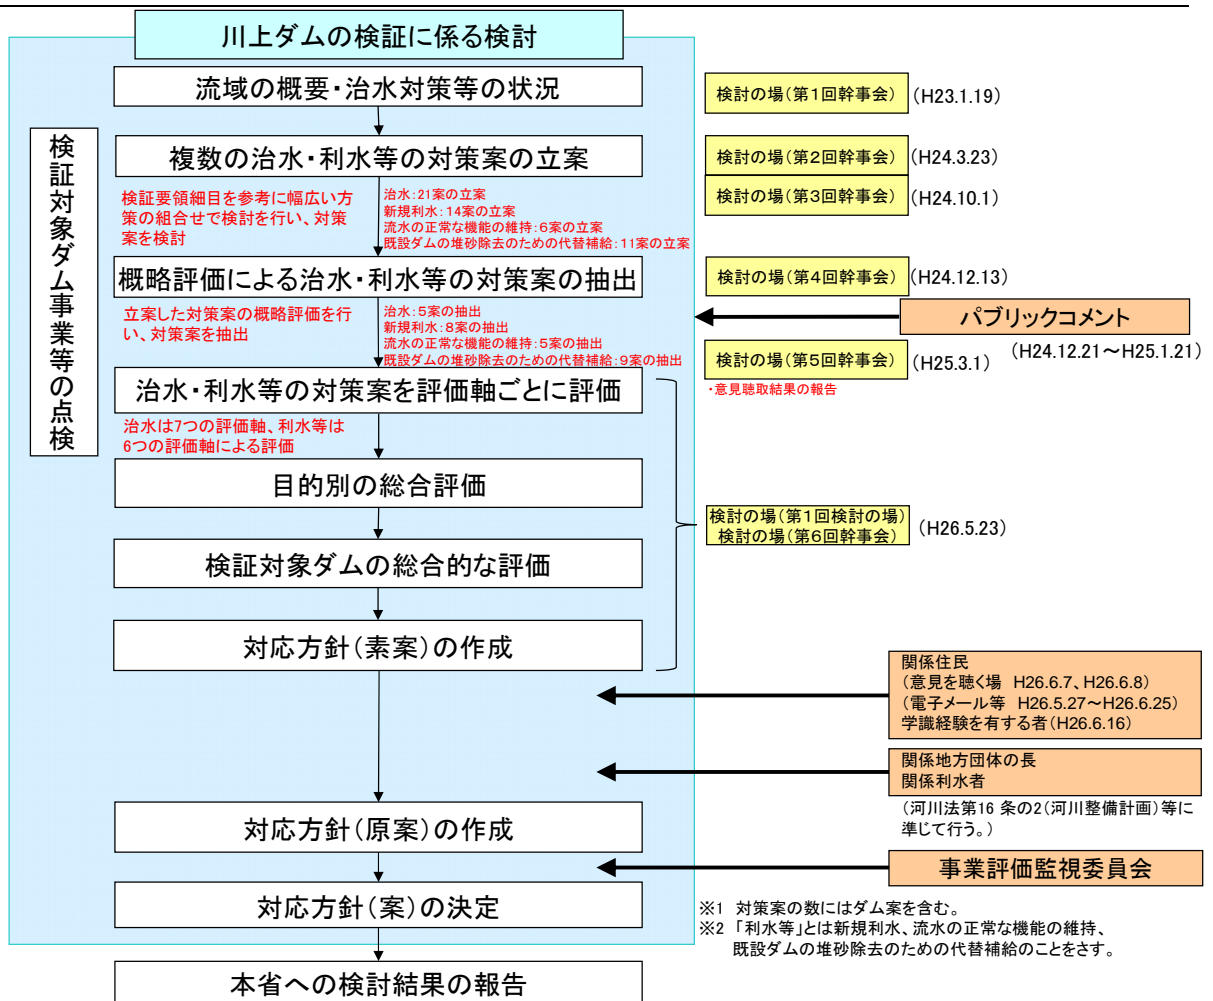 川上ダムの検証に係る検討
流域の概要・治水対策等の状況
検討の場(第1回幹事会)
(H23.1.19)
検証対象ダム事業等の点検
複数の治水・利水等の対策案の立案
検討の場(第2回幹事会)
(H24.3.23)
検討の場(第3回幹事会)
(H24.10.1)
検証要領細目を参考に幅広い方
策の組合せで検討を行い、対策
案を検討
治水:21案の立案
新規利水:14案の立案
流水の正常な機能の維持:6案の立案
既設ダムの堆砂除去のための代替補給:11案の立案
概略評価による治水・利水等の対策案の抽出
検討の場(第4回幹事会)
(H24.12.13)
立案した対策案の概略評価を行
い、対策案を抽出
治水:5案の抽出
新規利水:8案の抽出
流水の正常な機能の維持:5案の抽出
既設ダムの堆砂除去のための代替補給:9案の抽出
パブリックコメント
(H24.12.21~H25.1.21)
検討の場(第5回幹事会)
(H25.3.1)
・意見聴取結果の報告
治水・利水等の対策案を評価軸ごとに評価
治水は7つの評価軸、利水等は
6つの評価軸による評価
目的別の総合評価
検討の場(第1回検討の場)
検討の場(第6回幹事会)
(H26.5.23)
検証対象ダムの総合的な評価
対応方針(素案)の作成
関係住民
(意見を聴く場 H26.6.7、H26.6.8)
(電子メール等 H26.5.27~H26.6.25)
学識経験を有する者(H26.6.16)
関係地方団体の長
関係利水者
(河川法第16 条の2(河川整備計画)等に
準じて行う。)
対応方針(原案)の作成
事業評価監視委員会
対応方針(案)の決定
※1 対策案の数にはダム案を含む。
※2 「利水等」とは新規利水、流水の正常な機能の維持、
既設ダムの堆砂除去のための代替補給のことをさす。
本省への検討結果の報告